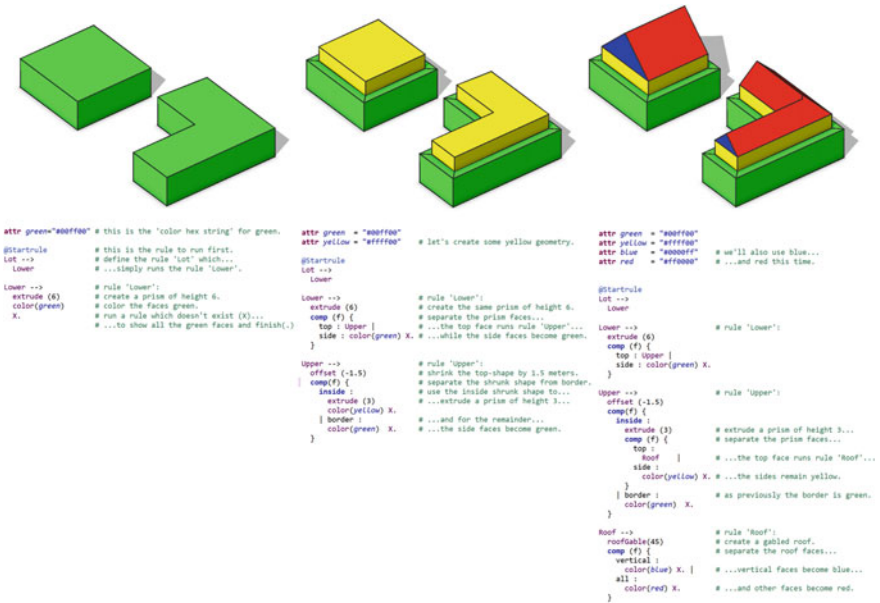 attr green="#00ff00" # this is the 'color hex string' for green.
@Startrule # this is the rule to run first.
Lot --> # define the rule 'Lot' which...
Lower # ...simply runs the rule 'Lower'.
Lower --> # rule 'Lower':
extrude (6) # create a prism of height 6.
color(green) # color the faces green.
X. # run a rule which doesn't exist (X)...
# ...to show all the green faces and finish(.)
attr green = "#00ff00"
attr yellow = "#ffff00" # let's create some yellow geometry.
@Startrule
Lot -->
Lower
Lower --> # rule 'Lower':
extrude (6) # create the same prism of height 6.
comp (f) { # separate the prism faces...
top : Upper | # ...the top face runs rule 'Upper'...
side : color(green) X. # ...while the side faces become green.
}
Upper --> # rule 'Upper':
offset (-1.5) # shrink the top-shape by 1.5 meters.
comp(f) { # separate the shrunk shape from border.
inside : # use the inside shrunk shape to...
extrude (3) # ...extrude a prism of height 3...
color(yellow) X.
| border : # ...and for the remainder...
color(green) X. # ...the side faces become green.
}
attr green = "#00ff00"
attr yellow = "#ffff00"
attr blue = "#0000ff" # we'll also use blue...
attr red = "#ff0000" # ...and red this time.
@Startrule
Lot -->
Lower
Lower --> # rule 'Lower':
extrude (6)
comp (f) {
top : Upper |
side : color(green) X.
}
Upper --> # rule 'Upper':
offset (-1.5)
comp(f) {
inside :
extrude (3) # extrude a prism of height 3...
comp (f) { # separate the prism faces...
top :
Roof | # ...the top face runs rule 'Roof'...
side :
color(yellow) X. # ...the sides remain yellow.
}
| border : # as previously the border is green.
color(green) X.
}
Roof --> # rule 'Roof':
roofGable(45) # create a gabled roof.
comp (f) { # separate the roof faces...
vertical :
color(blue) X. | # ...vertical faces become blue...
all :
color(red) X. # ...and other faces become red.
}